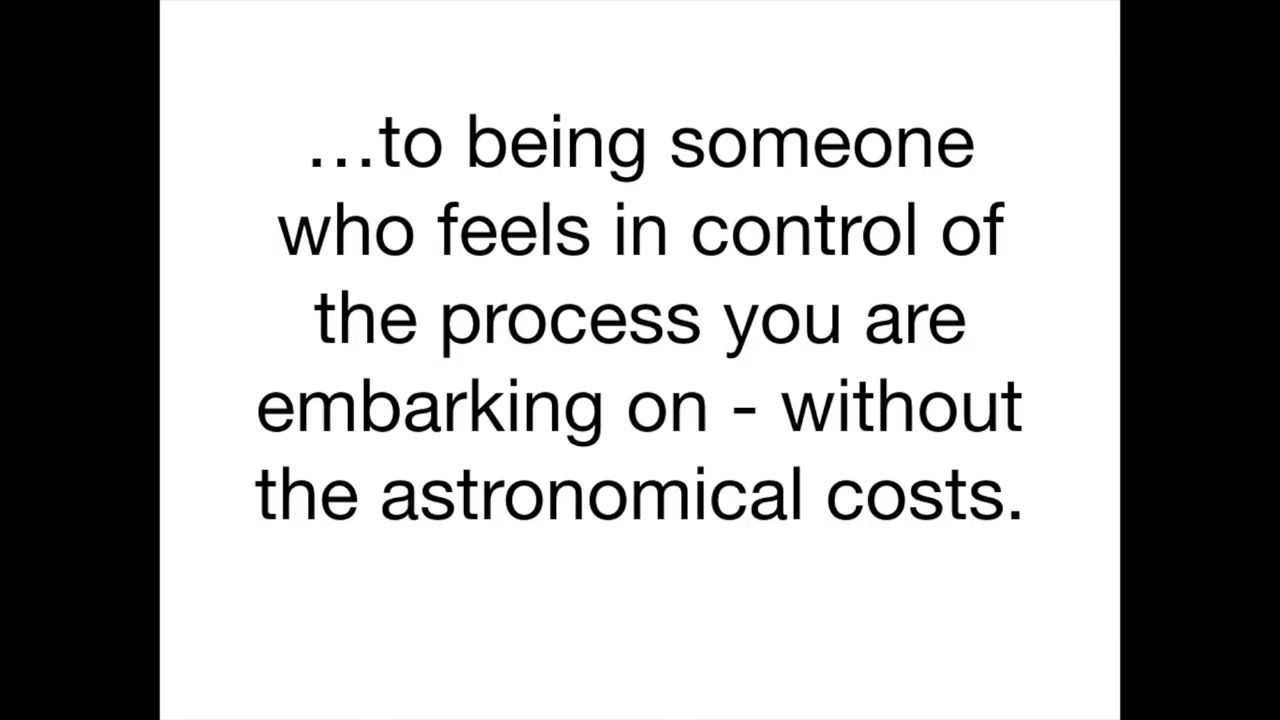 ...to being someone
who feels in control of
the process you are
embarking on - without
the astronomical costs.